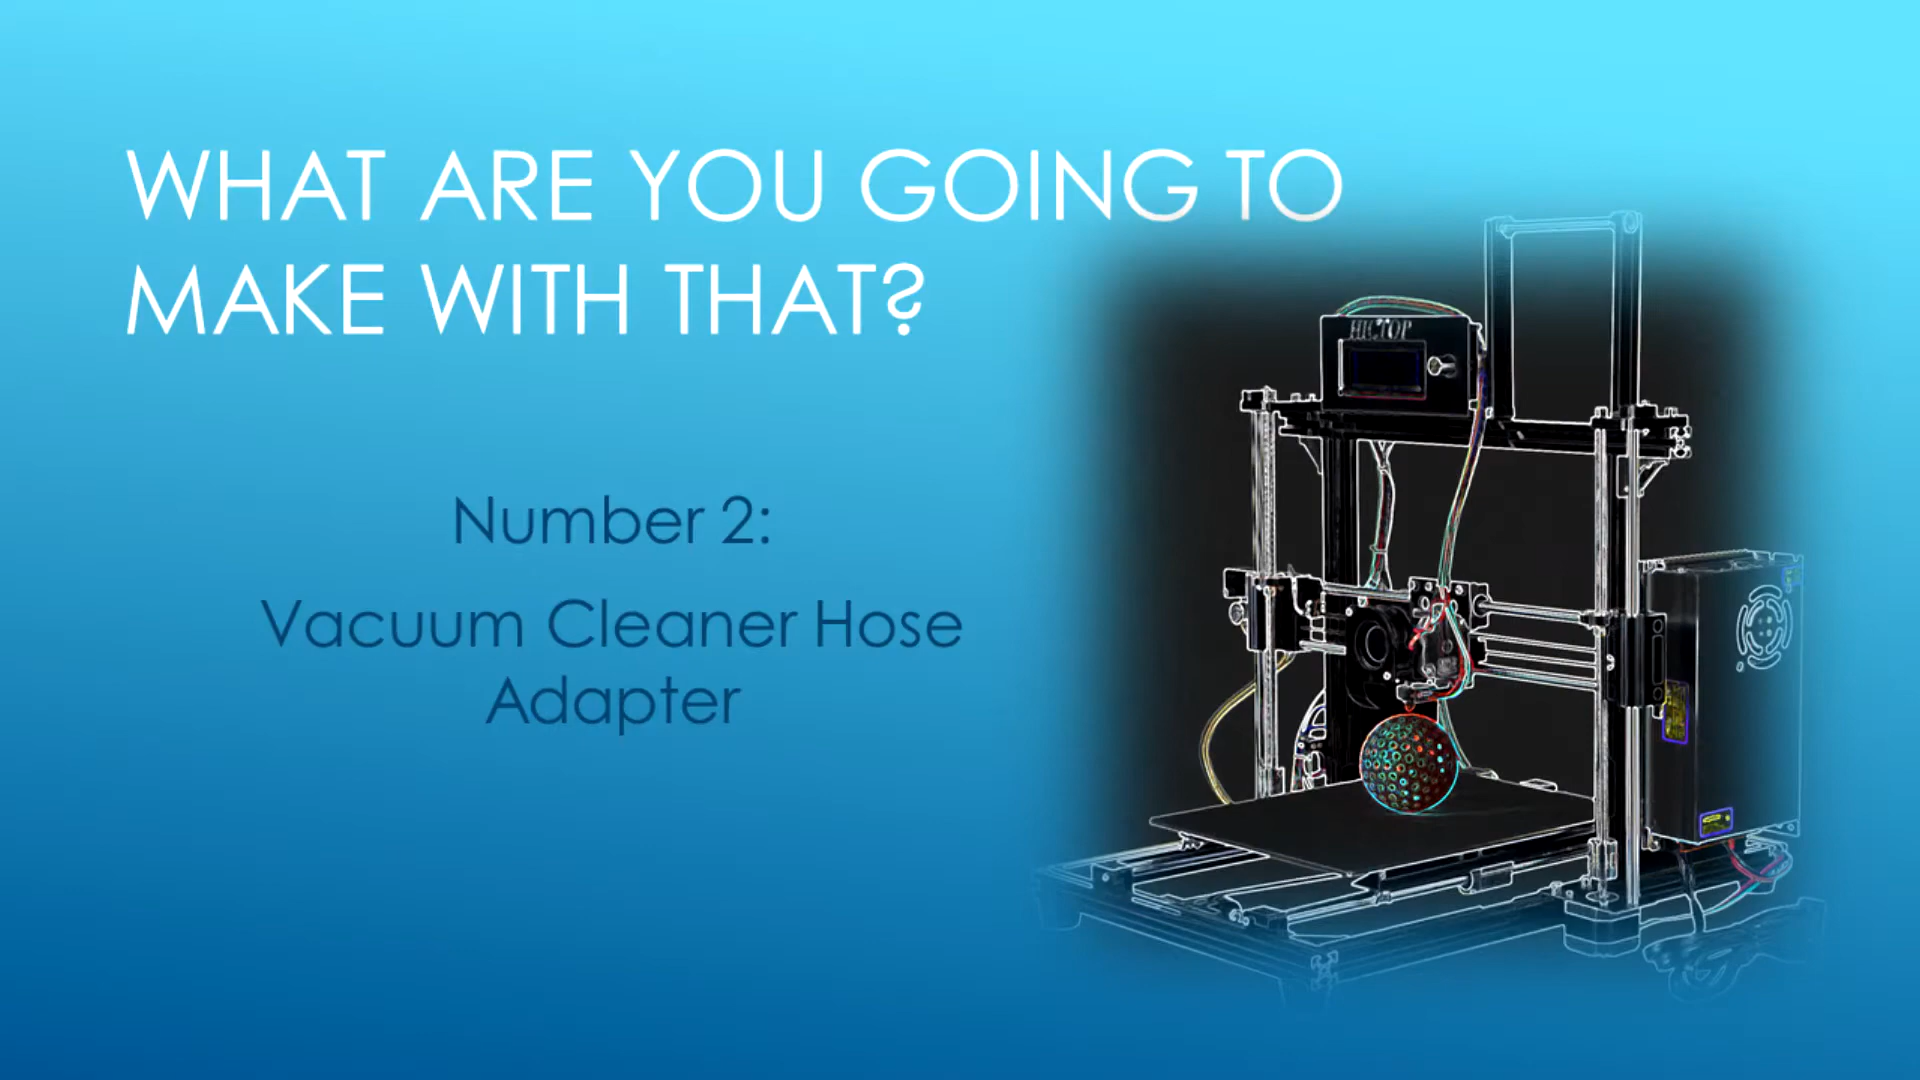 WHAT ARE YOU GOING TO
MAKE WITH THAT?
HICTOP
Number 2:
Vacuum Cleaner Hose
Adapter